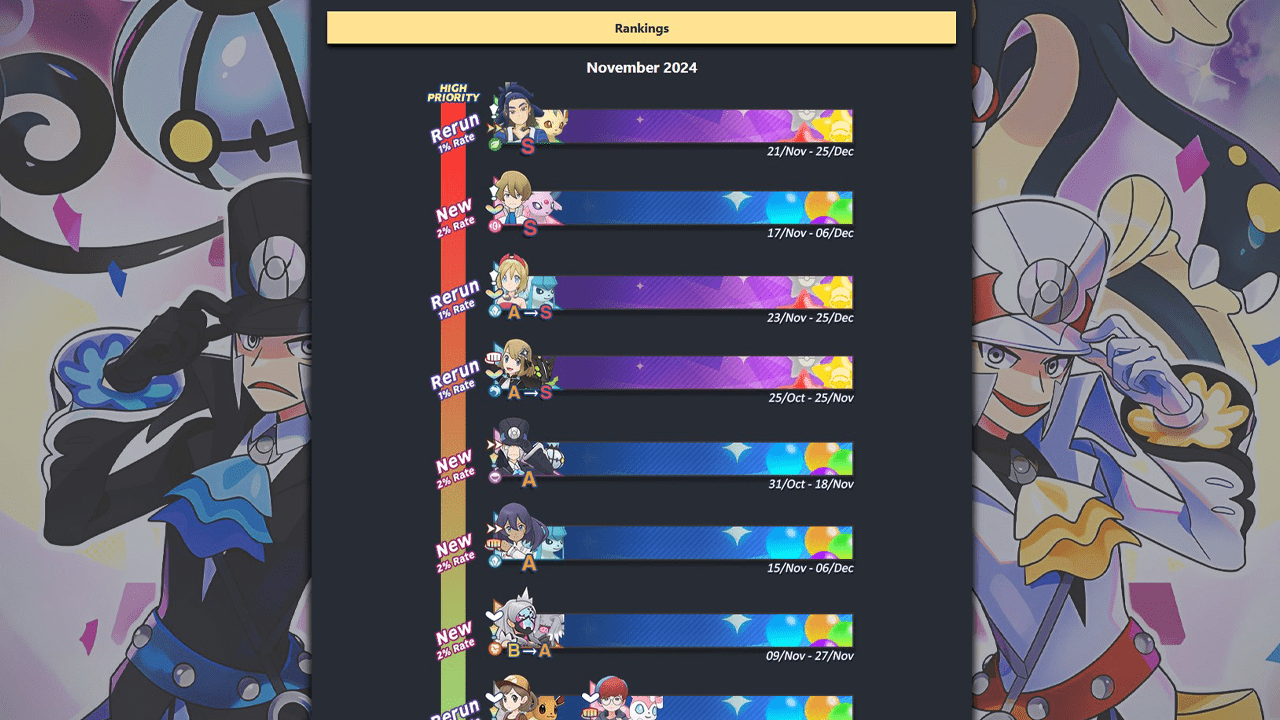 Rankings
November 2024
HIGH
PRIORITY
Rerun
1% Rate
S
21/Nov - 25/Dec
New
2% Rate
S
17/Nov - 06/Dec
Rerun
1% Rate
A→S
23/Nov - 25/Dec
Rerun
1% Rate
A→S
25/Oct - 25/Nov
New
2% Rate
A
31/Oct - 18/Nov
New
2% Rate
A
15/Nov - 06/Dec
New
2% Rate
B→A
09/Nov - 27/Nov
Rerun